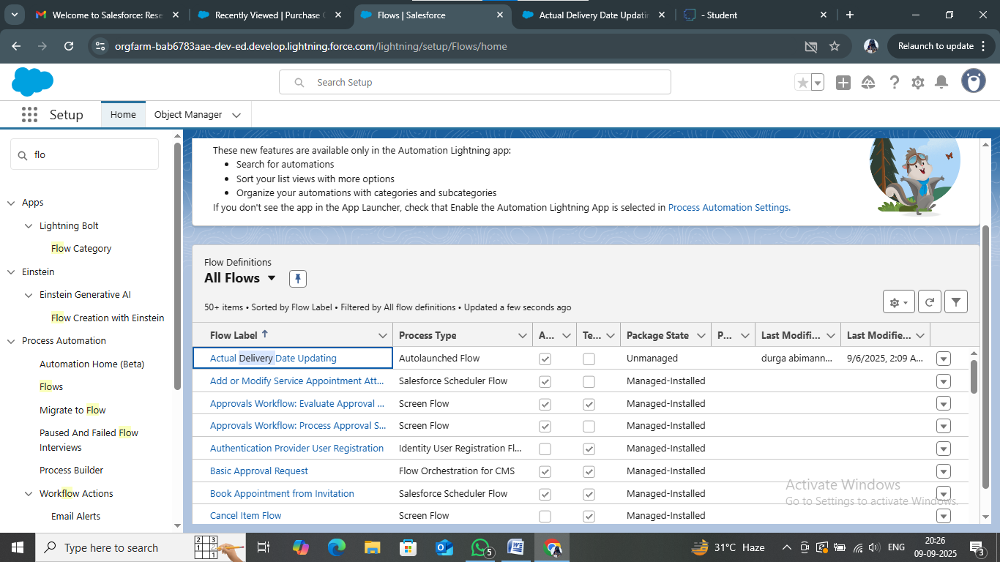 Welcome to Salesforce: Rese
Recently Viewed | Purchase O
Flows | Salesforce
Actual Delivery Date Updatin
- Student
orgfarm-bab6783aae-dev-ed.develop.lightning.force.com/lightning/setup/Flows/home
Relaunch to update
Search Setup
Setup
Home
Object Manager
flo
Apps
Lightning Bolt
Flow Category
Einstein
Einstein Generative AI
Flow Creation with Einstein
Process Automation
Automation Home (Beta)
Flows
Migrate to Flow
Paused And Failed Flow
Interviews
Process Builder
Workflow Actions
Email Alerts
These new features are available only in the Automation Lightning app:
• Search for automations
• Sort your list views with more options
• Organize your automations with categories and subcategories
If you don't see the app in the App Launcher, check that Enable the Automation Lightning App is selected in Process Automation Settings.
Flow Definitions
All Flows
50+ items • Sorted by Flow Label • Filtered by All flow definitions • Updated a few seconds ago
Flow Label ↑ Process Type A... Te... Package State P... Last Modifi... Last Modifie...
Actual Delivery Date Updating Autolaunched Flow Unmanaged durga abimann... 9/6/2025, 2:09 A...
Add or Modify Service Appointment Att... Salesforce Scheduler Flow Managed-Installed
Approvals Workflow: Evaluate Approval ... Screen Flow Managed-Installed
Approvals Workflow: Process Approval S... Screen Flow Managed-Installed
Authentication Provider User Registration Identity User Registration Fl... Managed-Installed
Basic Approval Request Flow Orchestration for CMS Managed-Installed
Book Appointment from Invitation Salesforce Scheduler Flow Managed-Installed
Cancel Item Flow Screen Flow Managed-Installed
Activate Windows
Go to Settings to activate Windows.
Type here to search
2 3
1 2
1
5
31°C Haze
ENG
20:26
09-09-2025
3